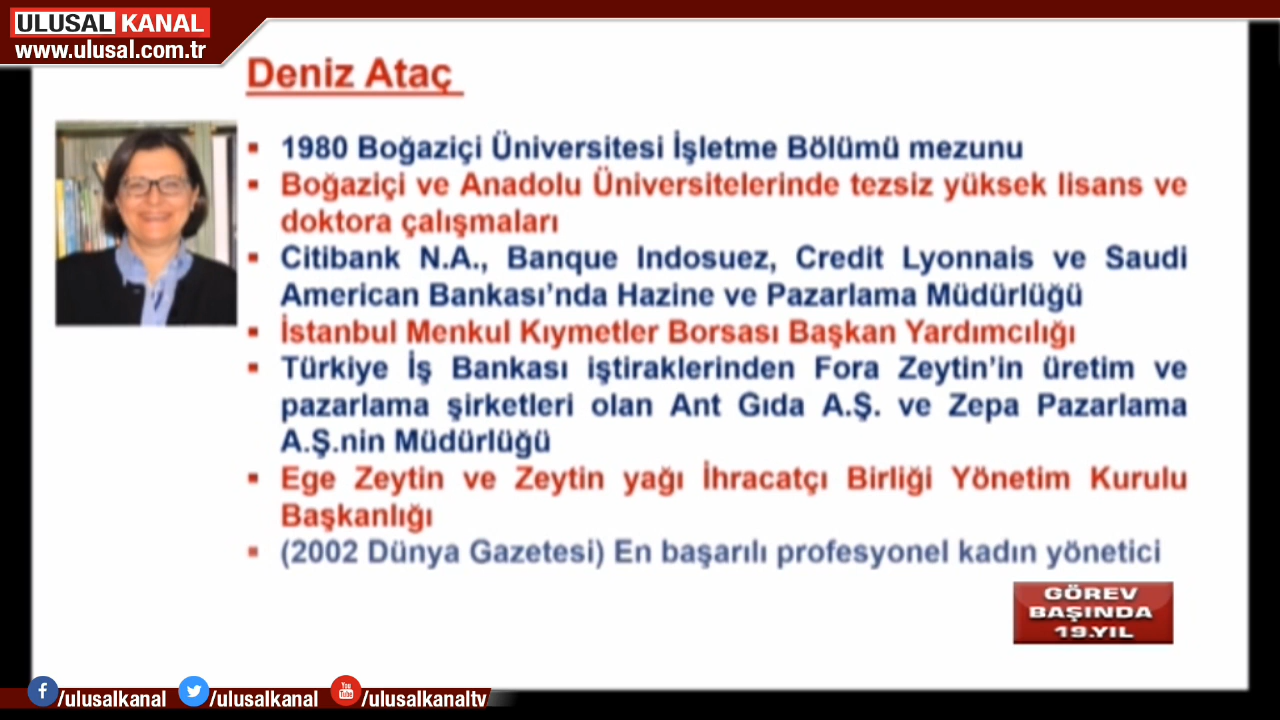 ULUSAL KANAL
www.ulusal.com.tr
Deniz Ataç
▪ 1980 Boğaziçi Üniversitesi İşletme Bölümü mezunu
▪ Boğaziçi ve Anadolu Üniversitelerinde tezsiz yüksek lisans ve
doktora çalışmaları
▪ Citibank N.A., Banque Indosuez, Credit Lyonnais ve Saudi
American Bankası’nda Hazine ve Pazarlama Müdürlüğü
▪ İstanbul Menkul Kıymetler Borsası Başkan Yardımcılığı
▪ Türkiye İş Bankası iştiraklerinden Fora Zeytin’in üretim ve
pazarlama şirketleri olan Ant Gıda A.Ş. ve Zepa Pazarlama
A.Ş.nin Müdürlüğü
▪ Ege Zeytin ve Zeytin yağı İhracatçı Birliği Yönetim Kurulu
Başkanlığı
▪ (2002 Dünya Gazetesi) En başarılı profesyonel kadın yönetici
GÖREV
BAŞINDA
19.YIL
/ulusalkanal /ulusalkanal You Tube /ulusalkanaltv